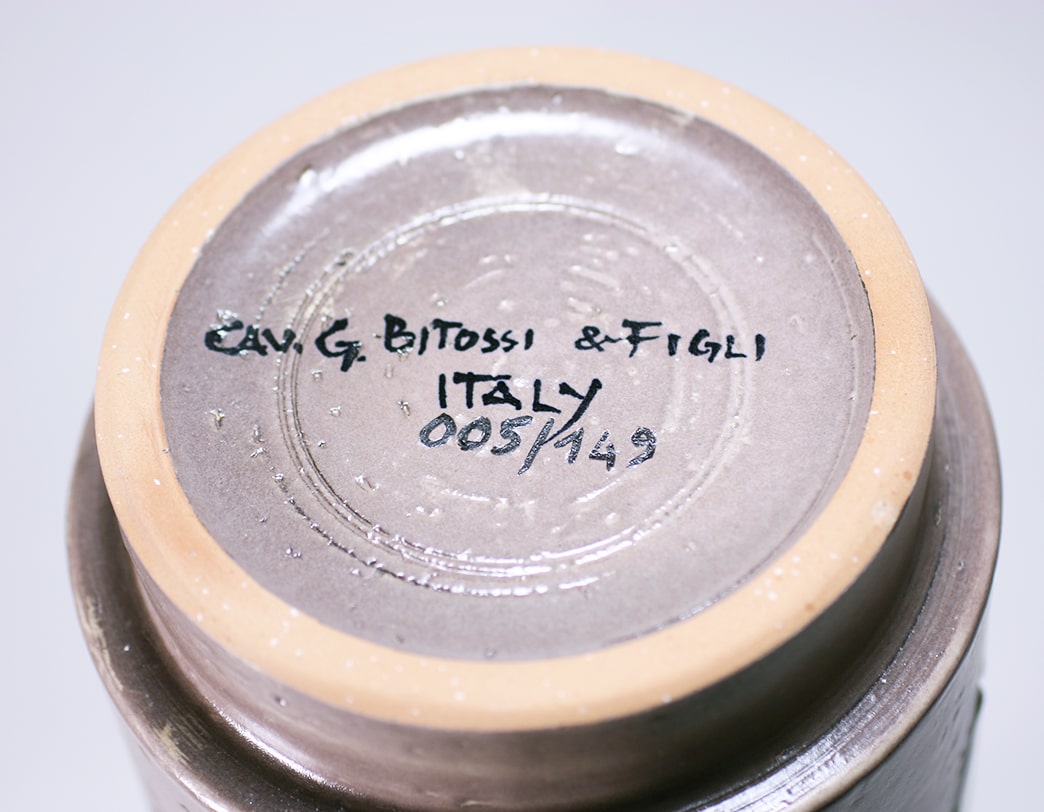 CAV. G. BITOSSI & FIGLI
ITALY
005/149